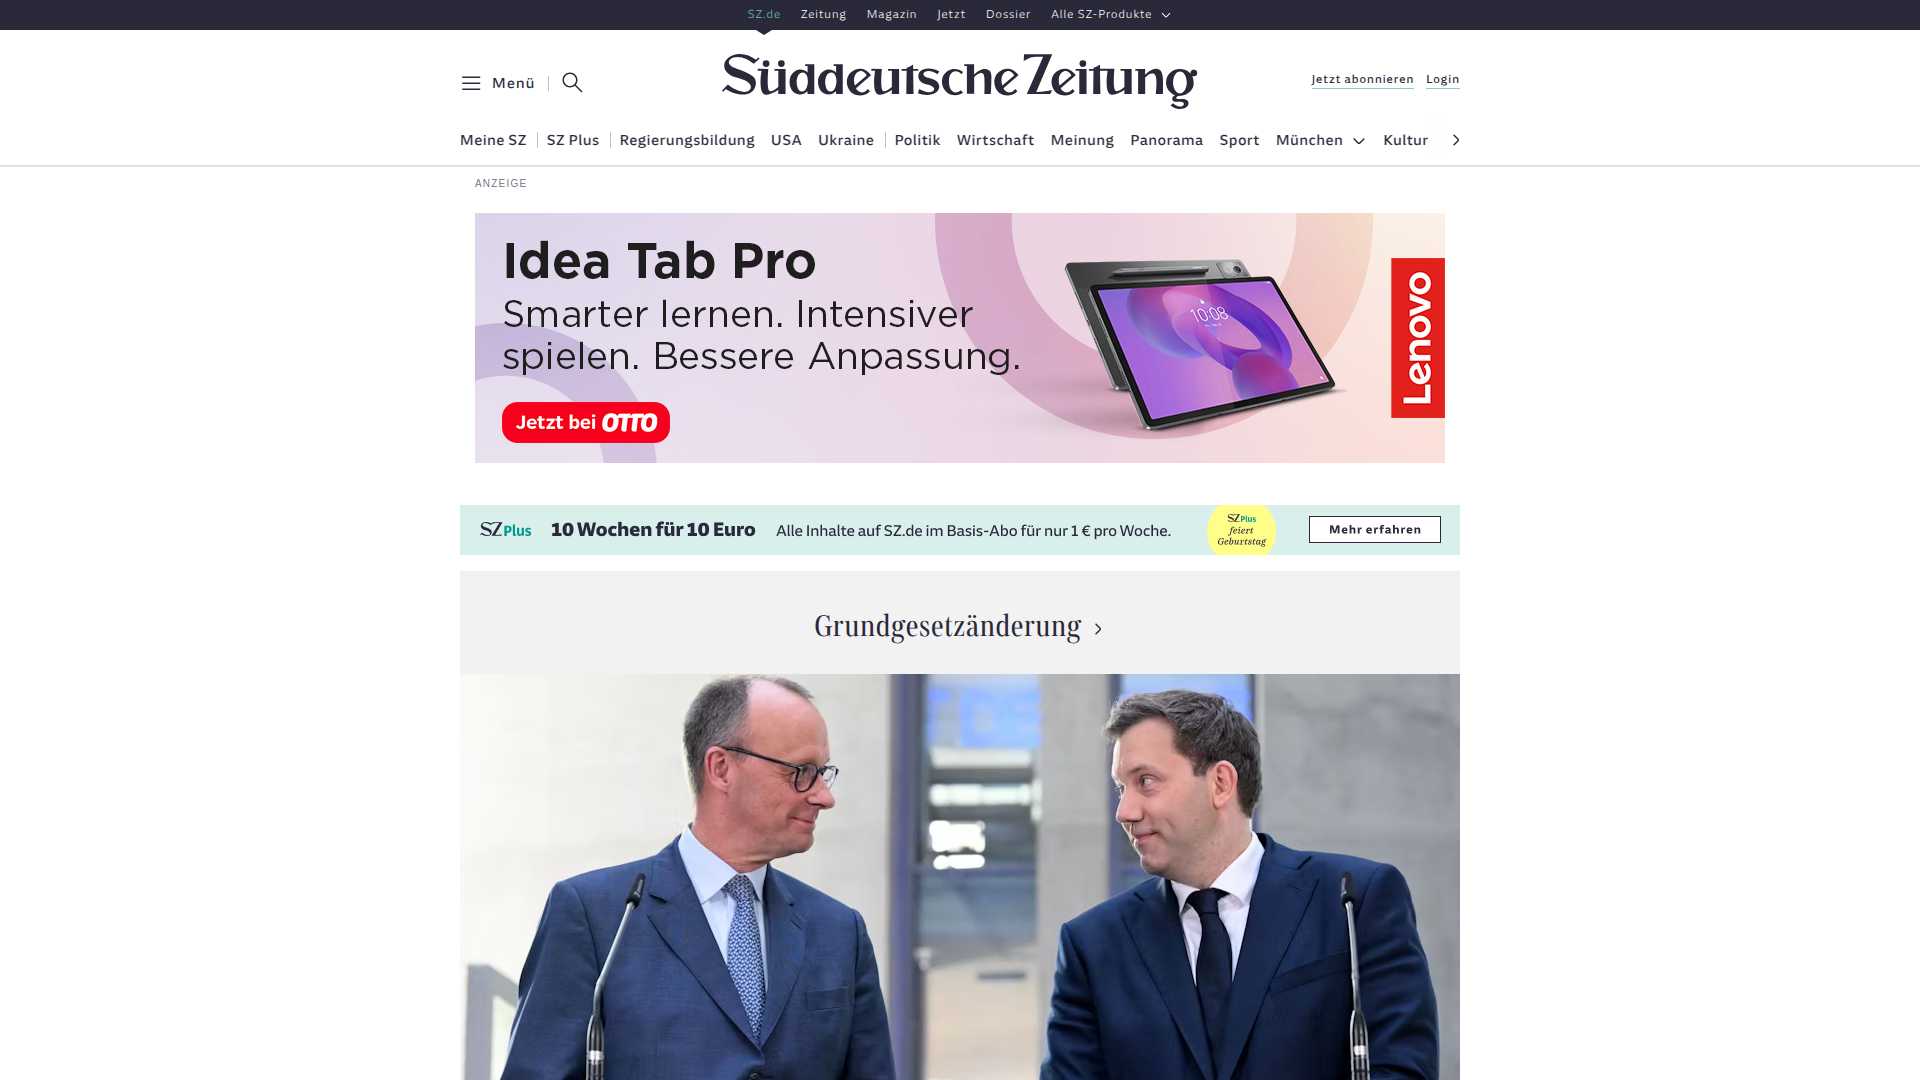 SZ.de Zeitung Magazin Jetzt Dossier Alle SZ-Produkte
Menü
Süddeutsche Zeitung
Jetzt abonnieren Login
Meine SZ SZ Plus Regierungsbildung USA Ukraine Politik Wirtschaft Meinung Panorama Sport München Kultur
ANZEIGE
Idea Tab Pro
Smarter lernen. Intensiver
spielen. Bessere Anpassung.
Jetzt bei OTTO
10:08
Lenovo
SZ Plus 10 Wochen für 10 Euro Alle Inhalte auf SZ.de im Basis-Abo für nur 1 € pro Woche.
SZ Plus
feiert
Geburtstag
Mehr erfahren
Grundgesetzänderung